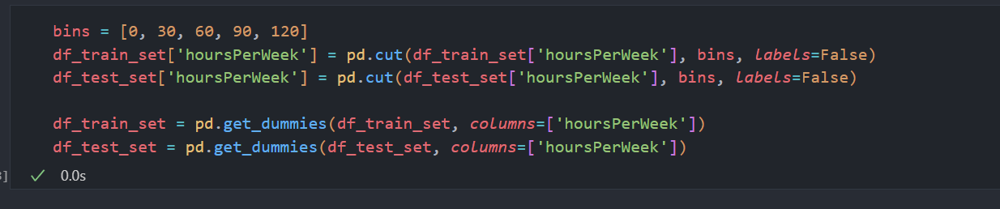 bins = [0, 30, 60, 90, 120]
df_train_set['hoursPerWeek'] = pd.cut(df_train_set['hoursPerWeek'], bins, labels=False)
df_test_set['hoursPerWeek'] = pd.cut(df_test_set['hoursPerWeek'], bins, labels=False)
df_train_set = pd.get_dummies(df_train_set, columns=['hoursPerWeek'])
df_test_set = pd.get_dummies(df_test_set, columns=['hoursPerWeek'])
] ✓ 0.0s